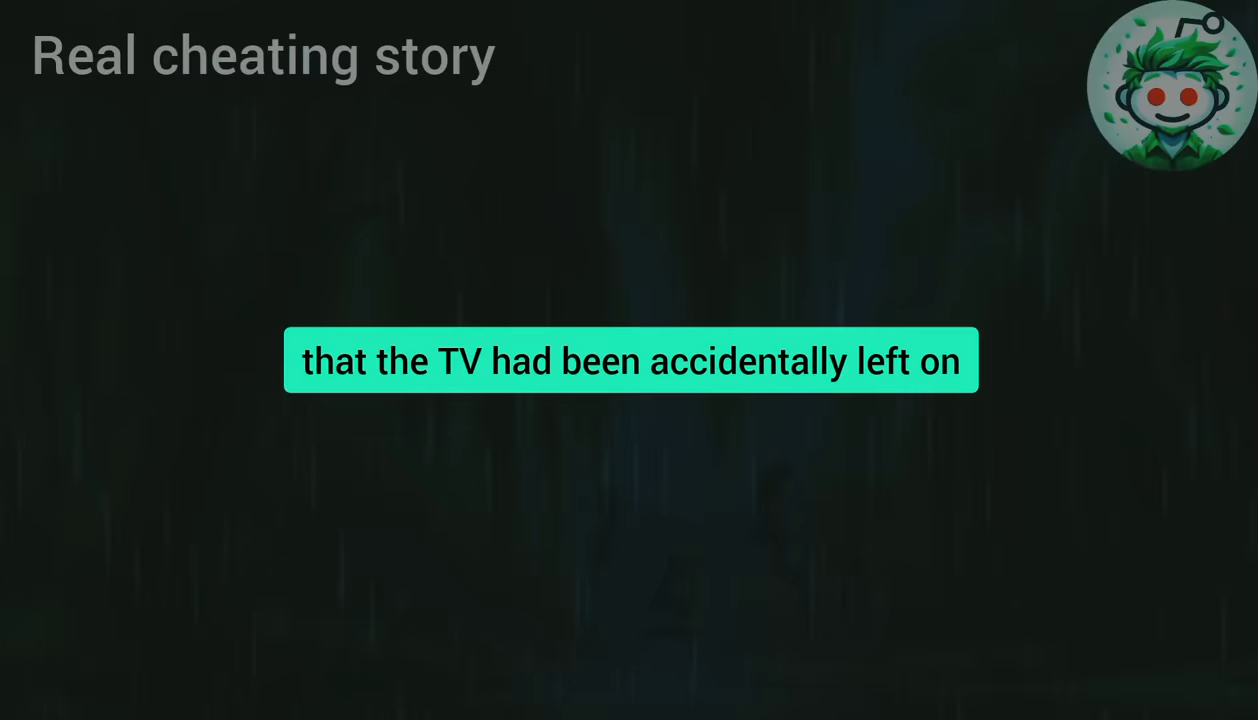 Real cheating story
that the TV had been accidentally left on